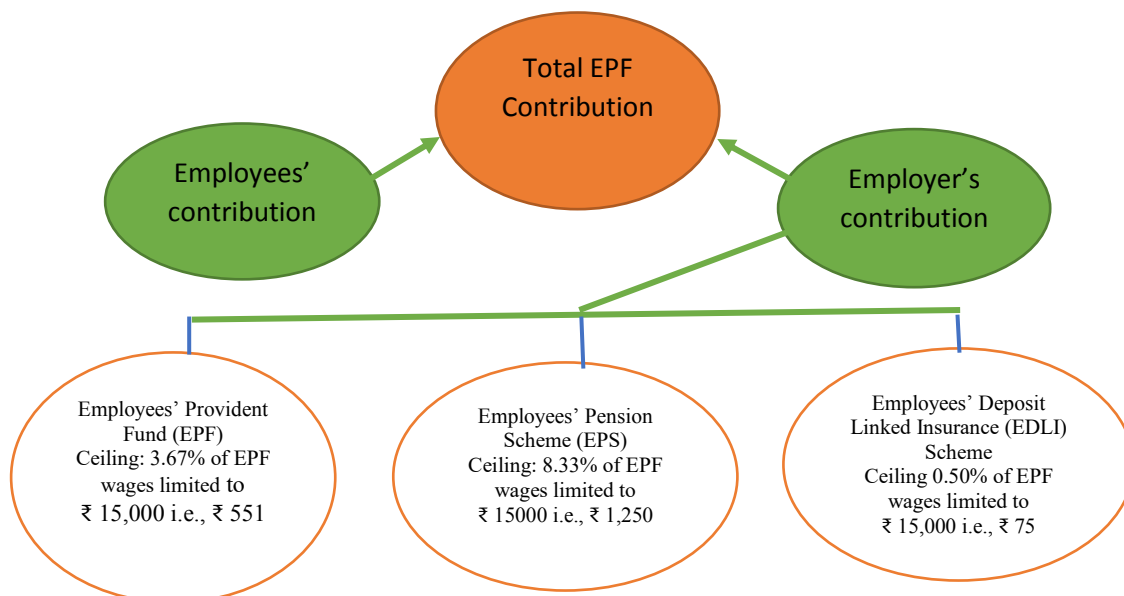 Total EPF
Contribution
Employees’
contribution
Employer’s
contribution
Employees’ Provident
Fund (EPF)
Ceiling: 3.67% of EPF
wages limited to
₹ 15,000 i.e., ₹ 551
Employees’ Pension
Scheme (EPS)
Ceiling: 8.33% of EPF
wages limited to
₹ 15000 i.e., ₹ 1,250
Employees’ Deposit
Linked Insurance (EDLI)
Scheme
Ceiling 0.50% of EPF
wages limited to
₹ 15,000 i.e., ₹ 75